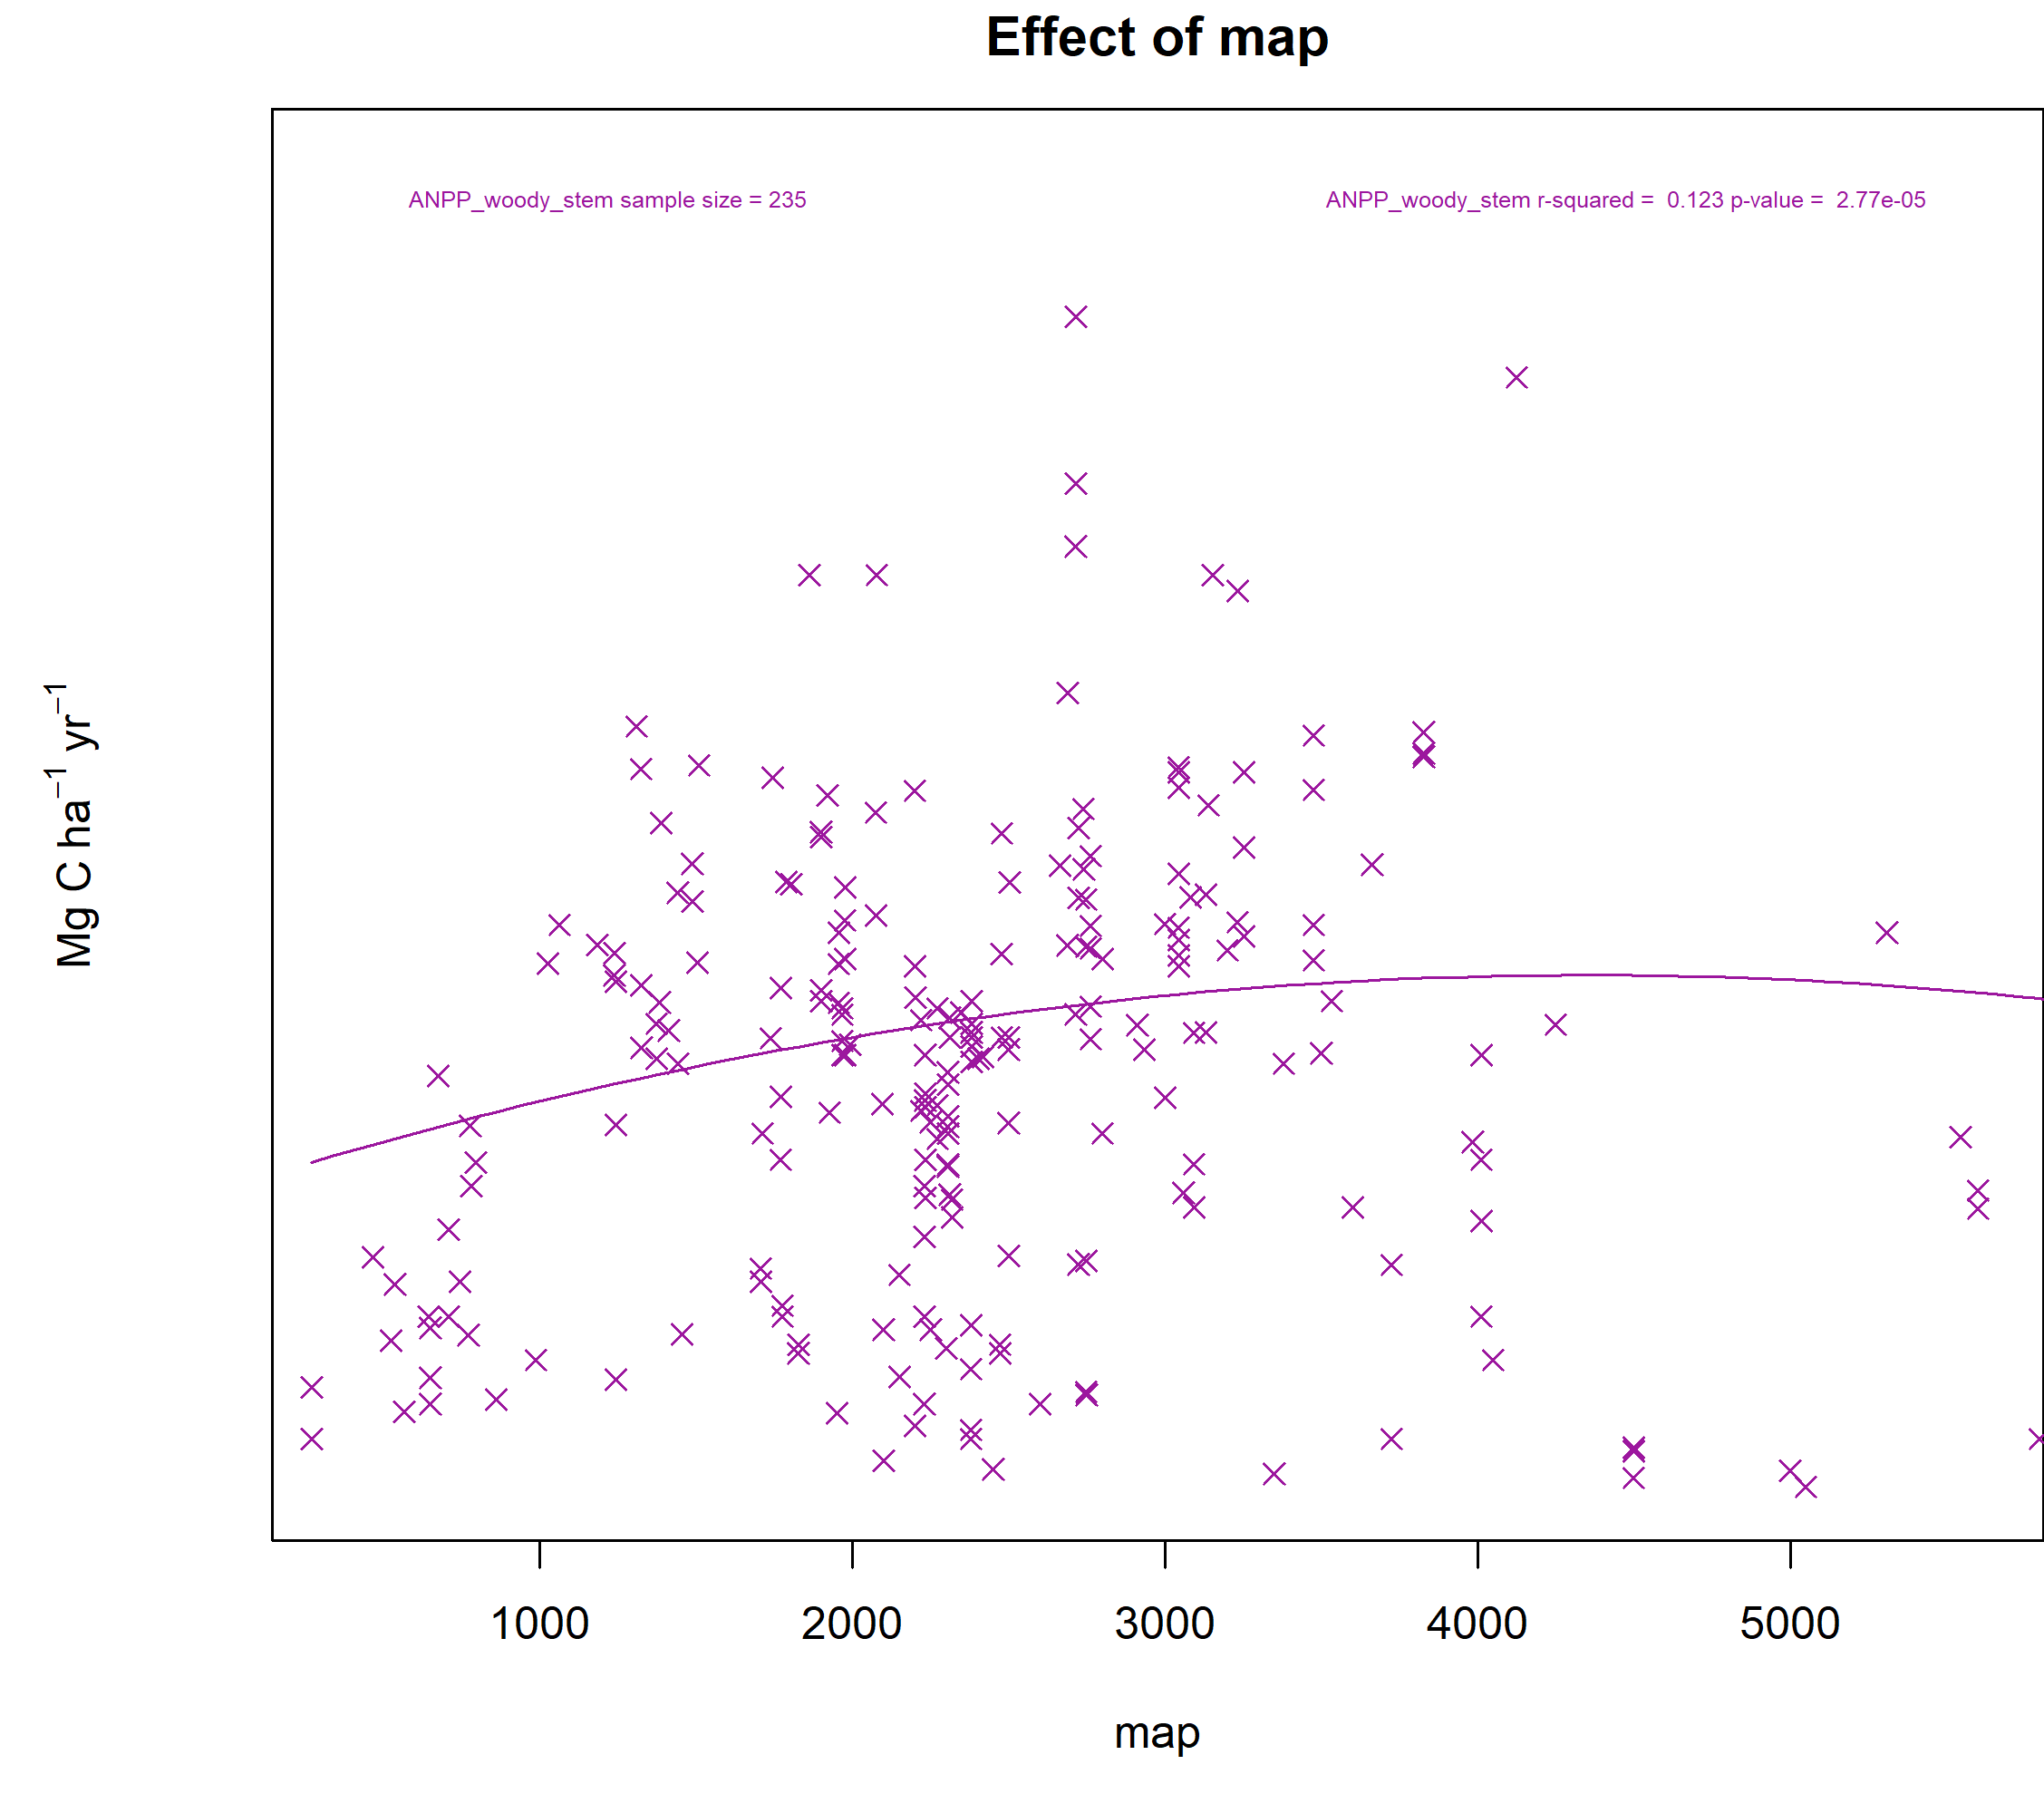 Effect of map
ANPP_woody_stem sample size = 235
ANPP_woody_stem r-squared =  0.123 p-value =  2.77e-05
Mg C ha⁻¹ yr⁻¹
1000 2000 3000 4000 5000
map